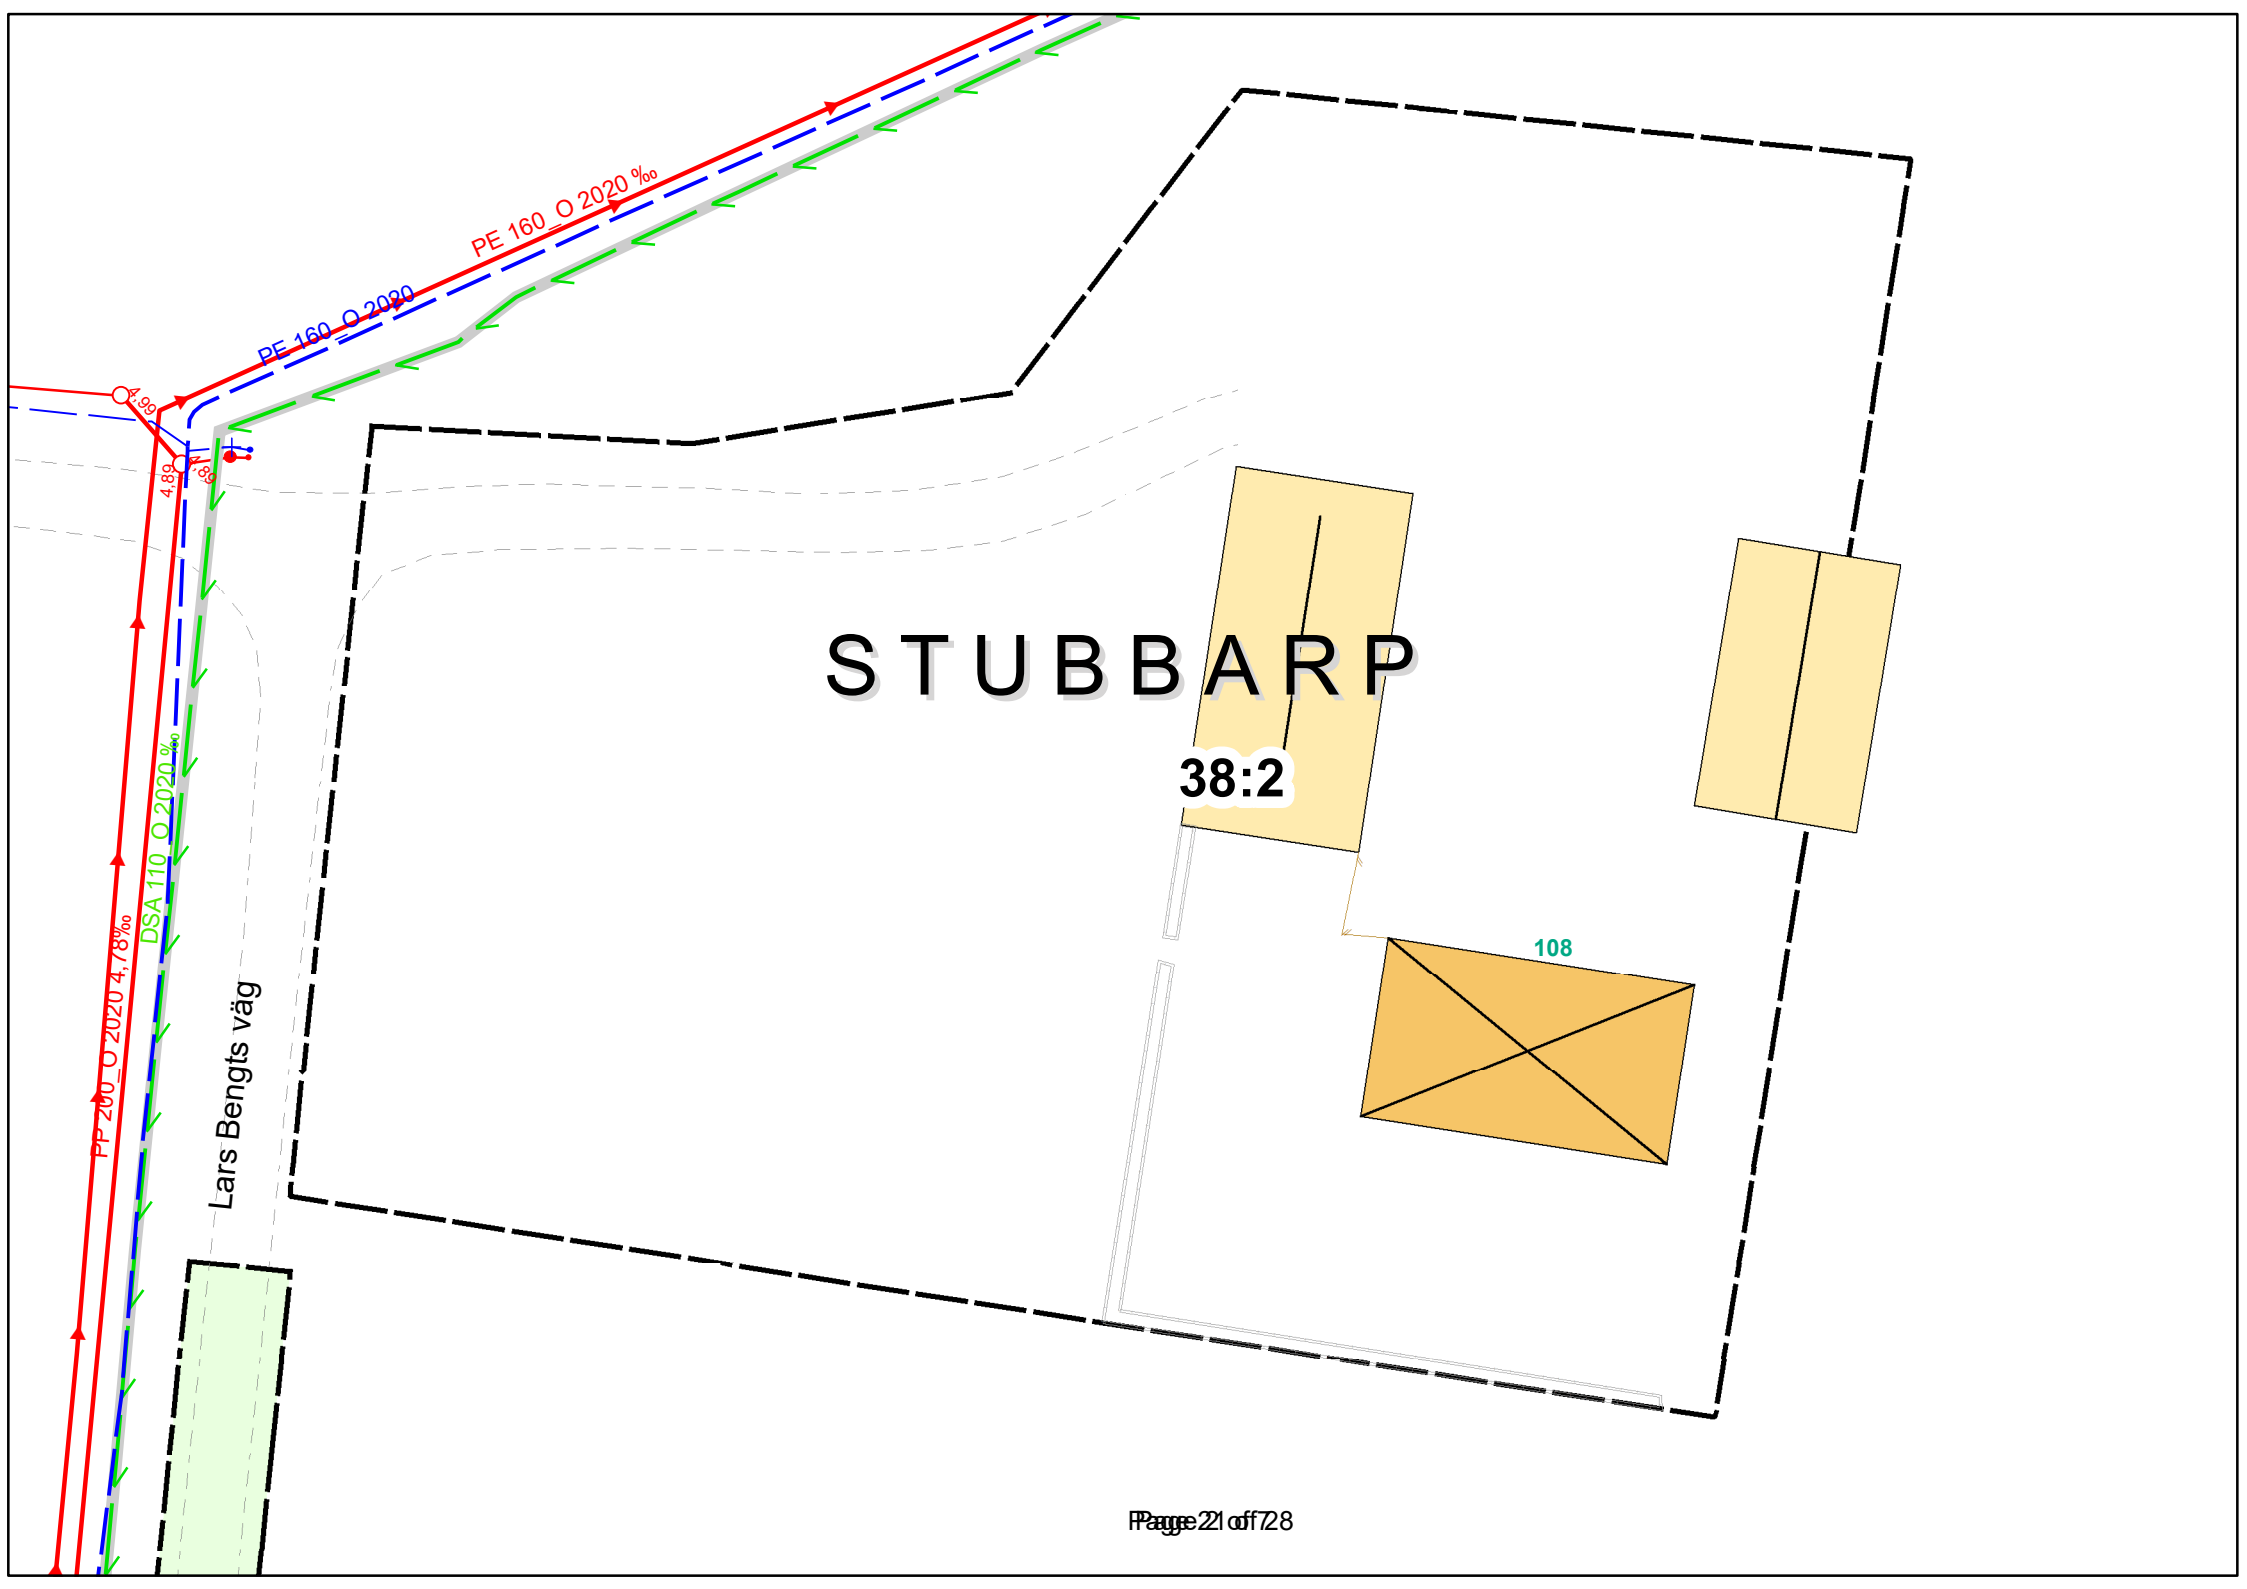 PE 160_O 2020 ‰
PE 160_O 2020
4,99
4,89
4,89
STUBBARP
38:2
DSA 110_O 2020 ‰
PP 200_O 2020 4,78‰
108
Lars Bengts väg